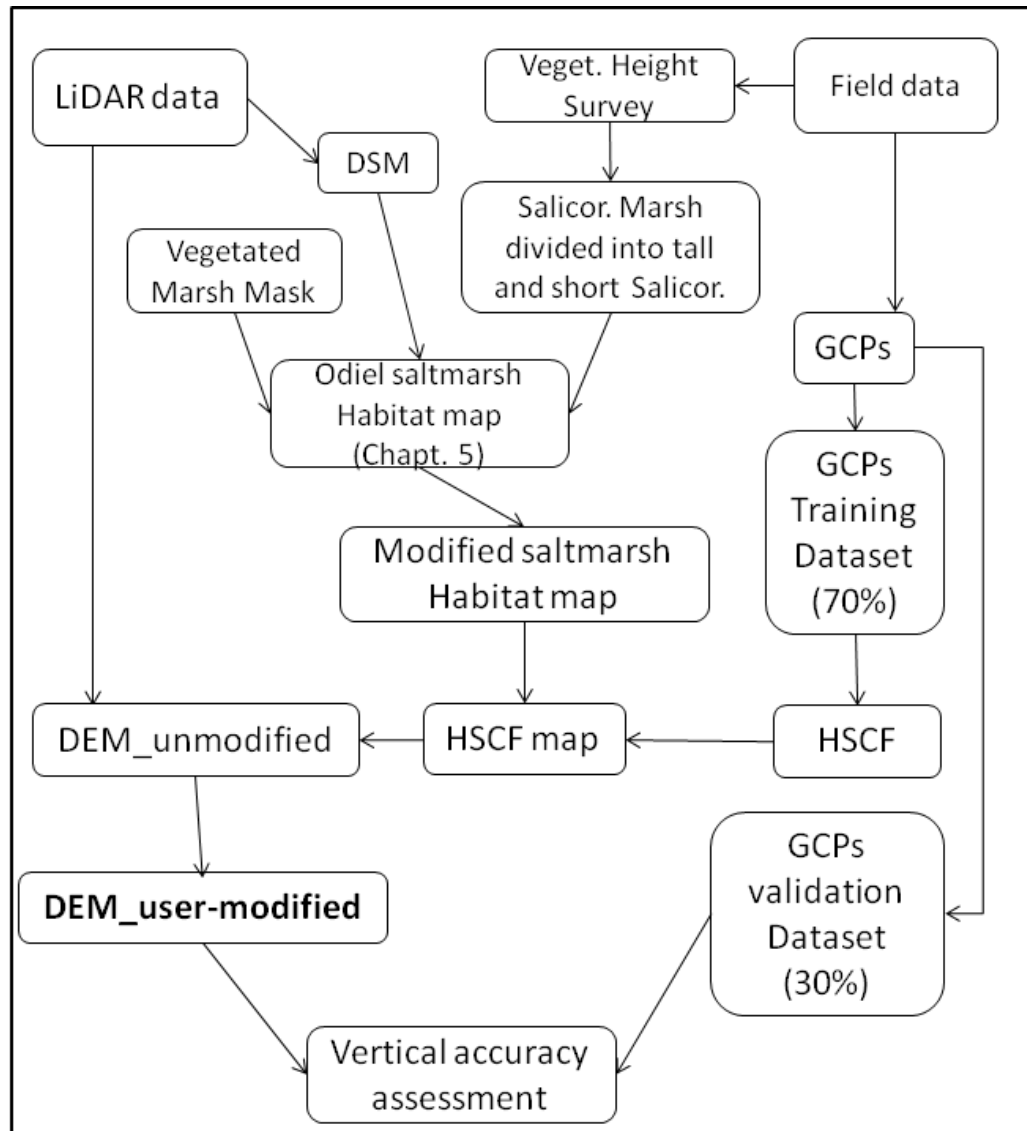 LiDAR data
Veget. Height
Survey
Field data
DSM
Salicor. Marsh
divided into tall
and short Salicor.
Vegetated
Marsh Mask
GCPs
Odiel saltmarsh
Habitat map
(Chapt. 5)
GCPs
Training
Dataset
(70%)
Modified saltmarsh
Habitat map
DEM_unmodified
HSCF map
HSCF
GCPs
validation
Dataset
(30%)
DEM_user-modified
Vertical accuracy
assessment